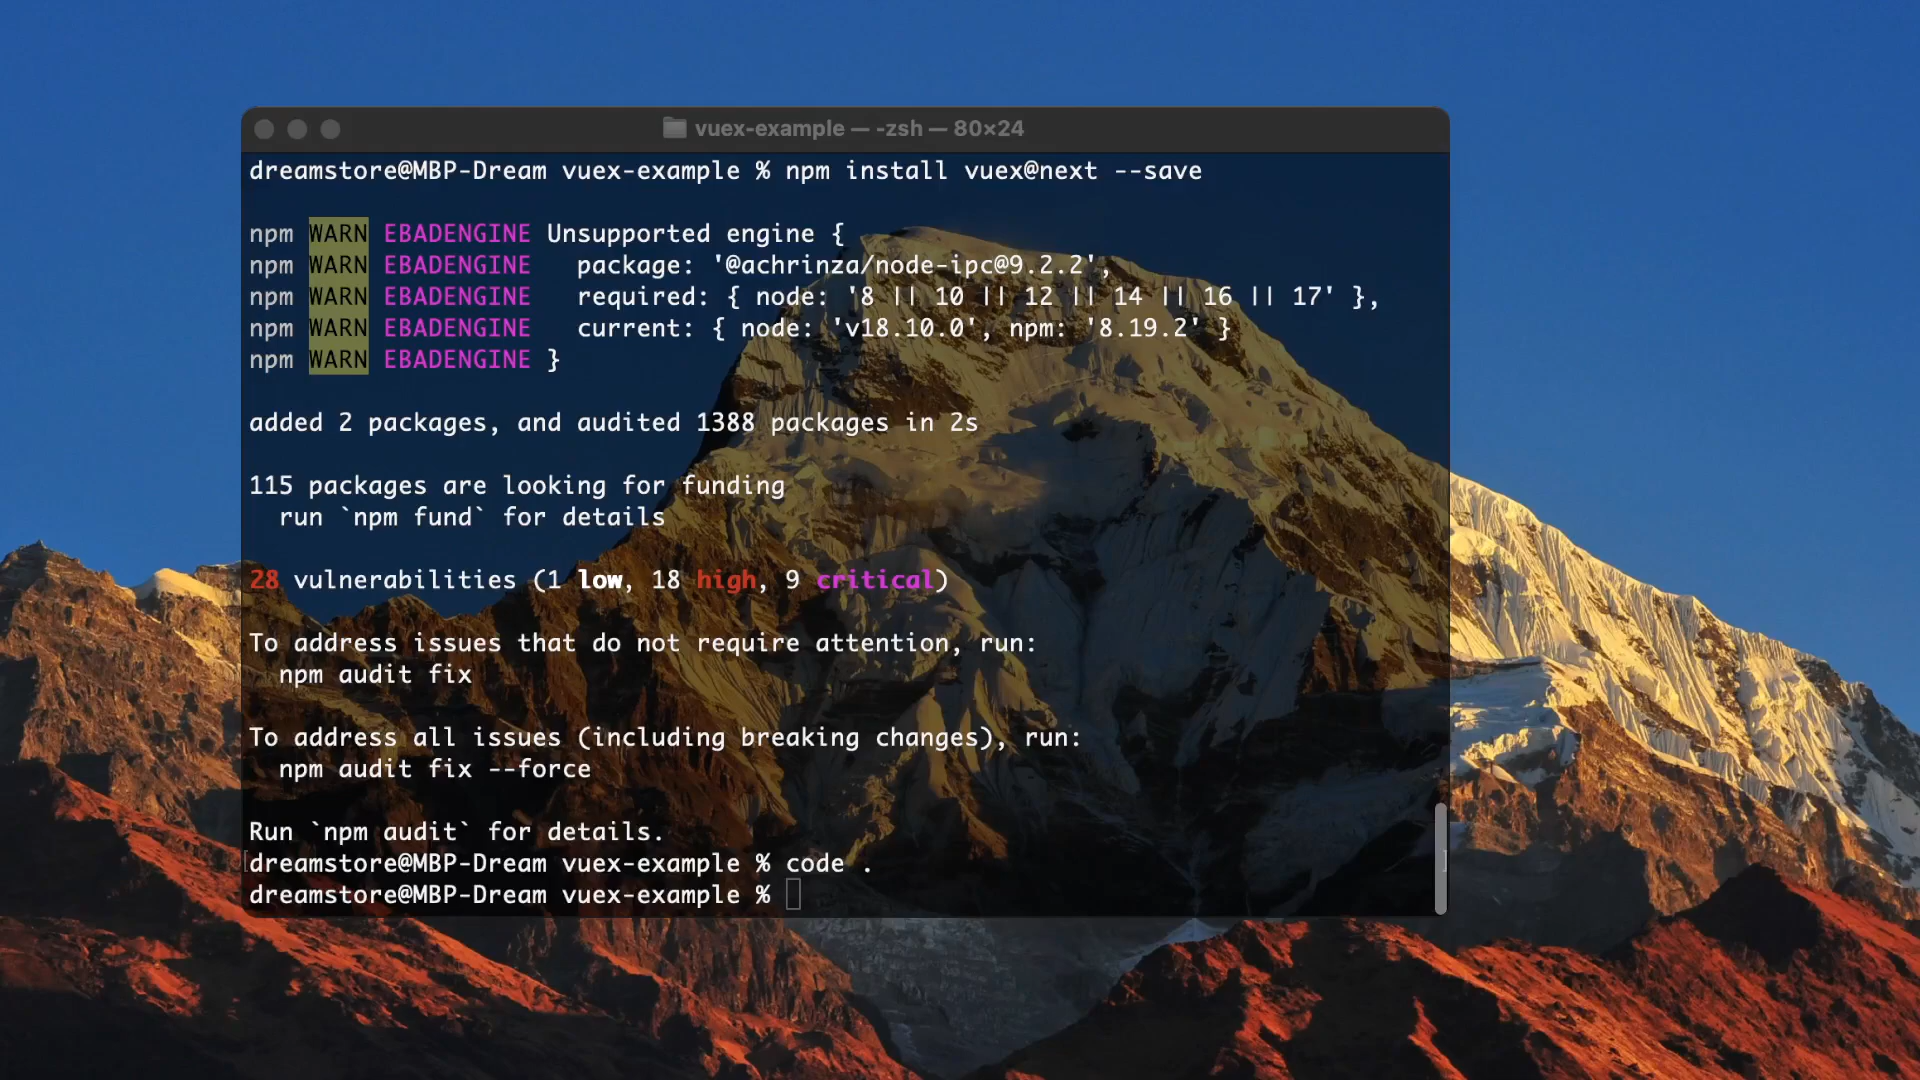 vuex-example — -zsh — 80×24
dreamstore@MBP-Dream vuex-example % npm install vuex@next --save
npm WARN EBADENGINE Unsupported engine {
npm WARN EBADENGINE   package: '@achrinza/node-ipc@9.2.2',
npm WARN EBADENGINE   required: { node: '8 || 10 || 12 || 14 || 16 || 17' },
npm WARN EBADENGINE   current: { node: 'v18.10.0', npm: '8.19.2' }
npm WARN EBADENGINE }
added 2 packages, and audited 1388 packages in 2s
115 packages are looking for funding
  run `npm fund` for details
28 vulnerabilities (1 low, 18 high, 9 critical)
To address issues that do not require attention, run:
  npm audit fix
To address all issues (including breaking changes), run:
  npm audit fix --force
Run `npm audit` for details.
dreamstore@MBP-Dream vuex-example % code .
dreamstore@MBP-Dream vuex-example %